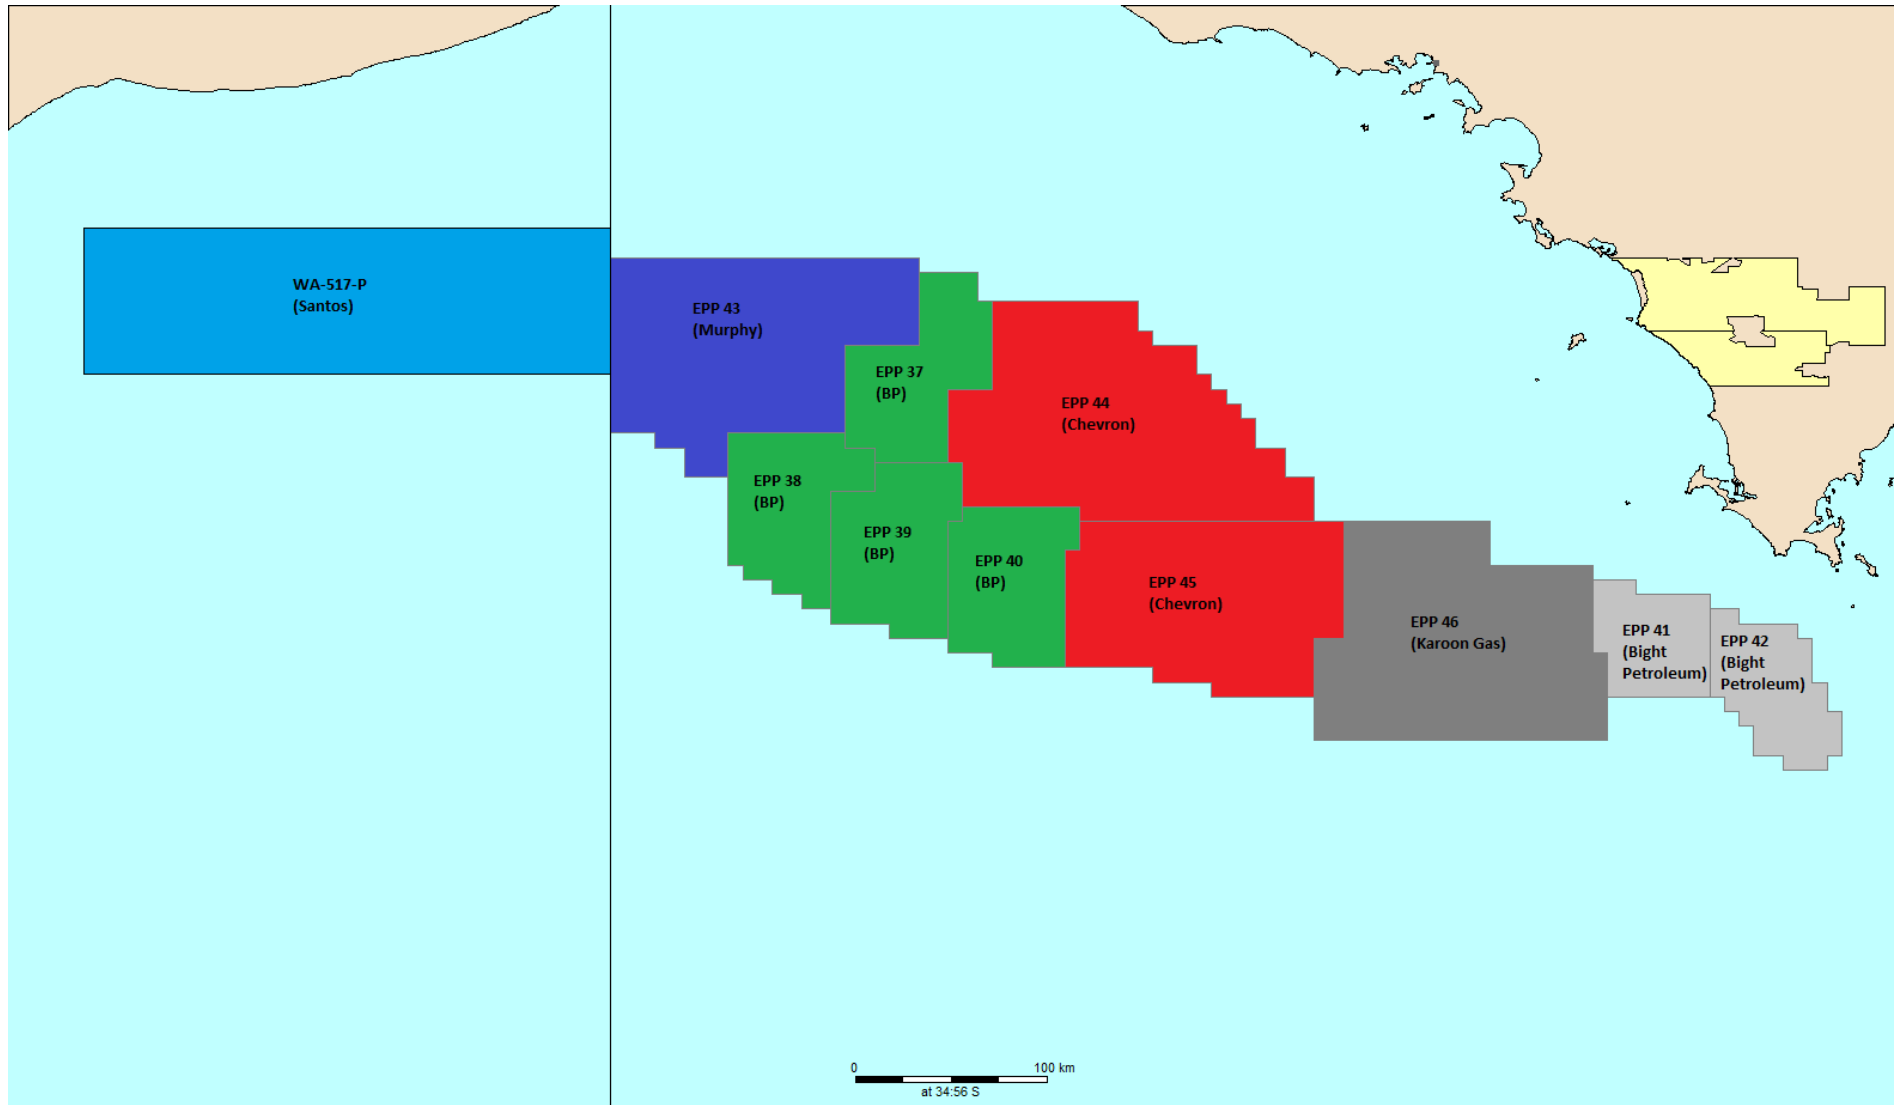 WA-517-P
(Santos)
EPP 43
(Murphy)
EPP 37
(BP)
EPP 44
(Chevron)
EPP 38
(BP)
EPP 39
(BP)
EPP 40
(BP)
EPP 45
(Chevron)
EPP 46
(Karoon Gas)
EPP 41
(Bight
Petroleum)
EPP 42
(Bight
Petroleum)
0 100 km
at 34:56 S